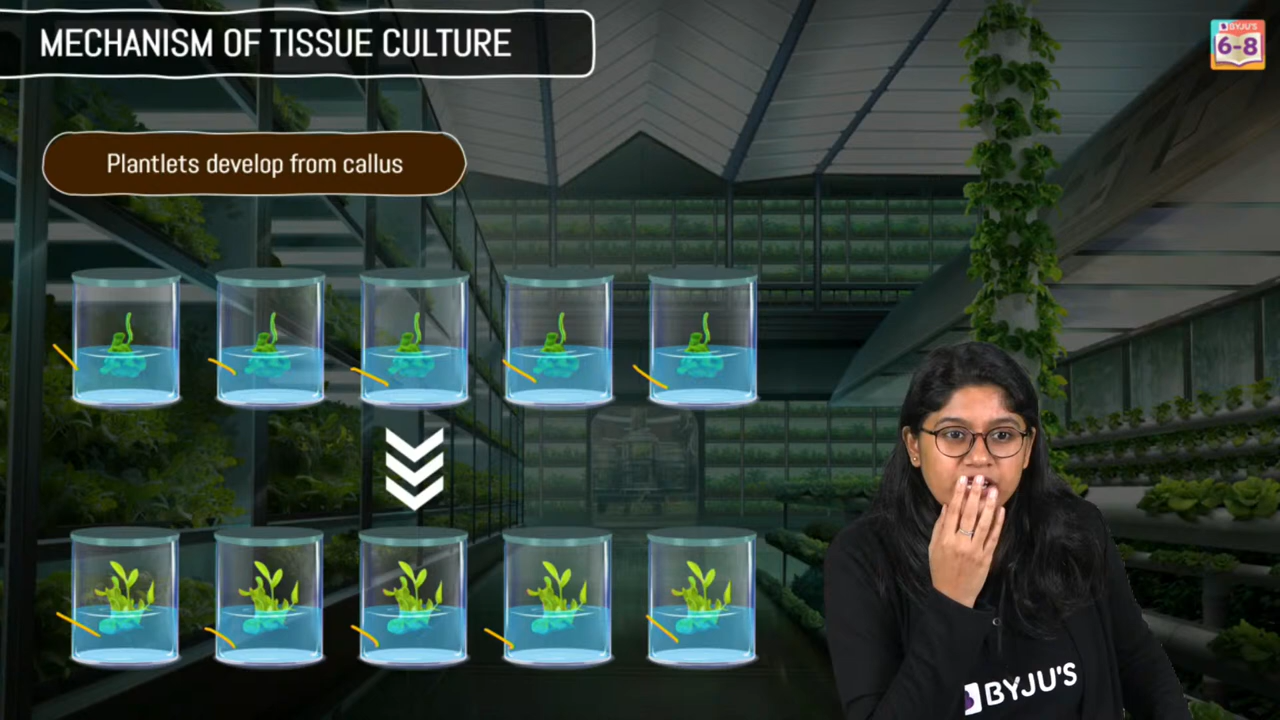 MECHANISM OF TISSUE CULTURE
BYJU'S
6-8
Plantlets develop from callus
BYJU'S